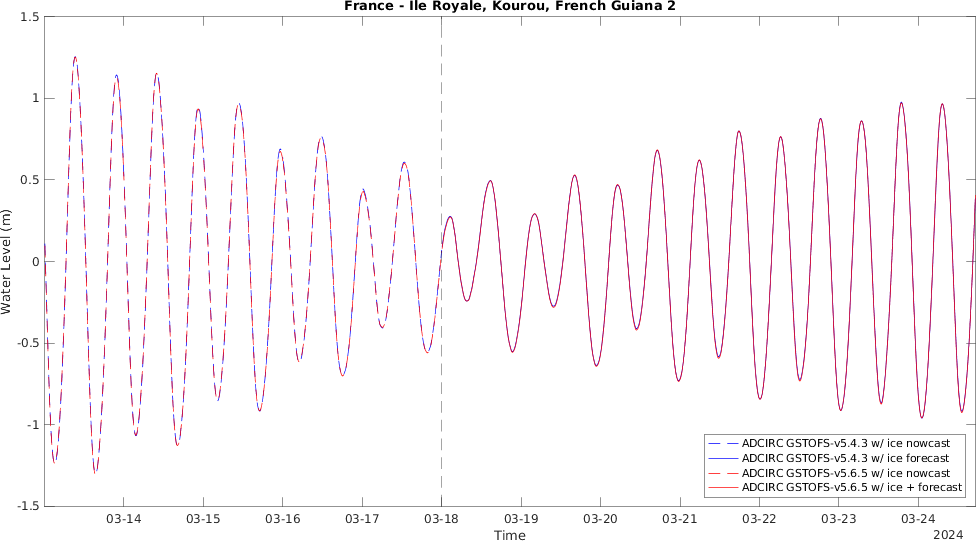 France - Ile Royale, Kourou, French Guiana 2
1.5
1
0.5
0
-0.5
-1
-1.5
Water Level (m)
ADCIRC GSTOFS-v5.4.3 w/ ice nowcast
ADCIRC GSTOFS-v5.4.3 w/ ice forecast
ADCIRC GSTOFS-v5.6.5 w/ ice nowcast
ADCIRC GSTOFS-v5.6.5 w/ ice + forecast
03-14 03-15 03-16 03-17 03-18 03-19 03-20 03-21 03-22 03-23 03-24
Time
2024